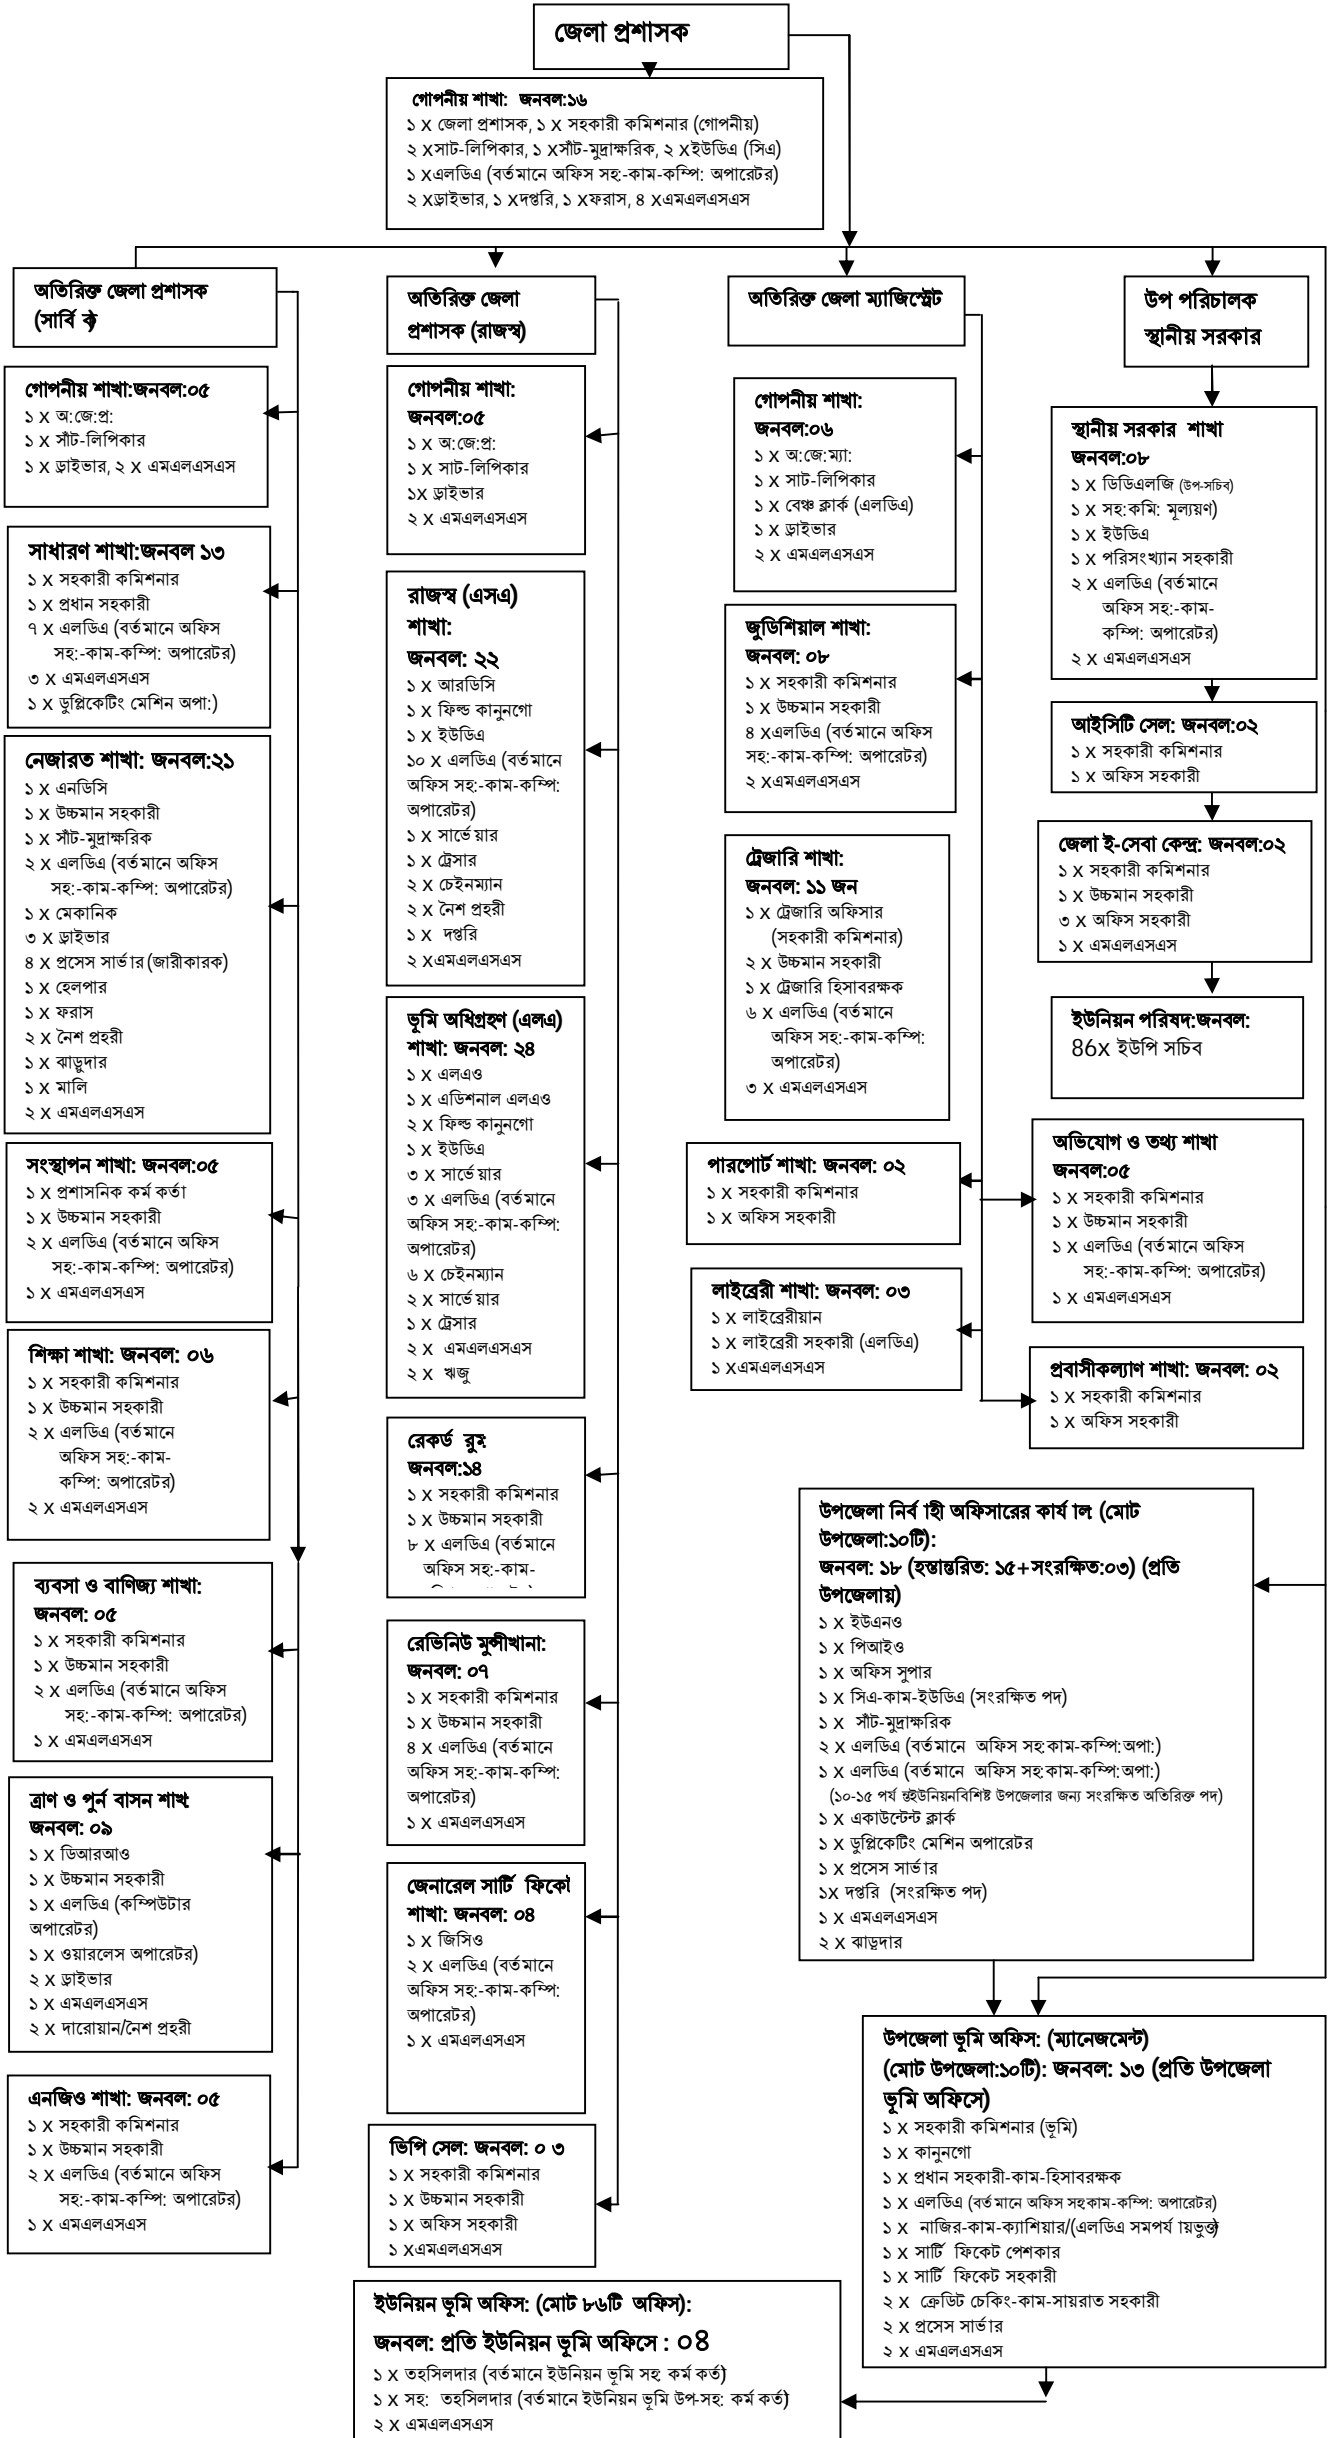 জেলা প্রশাসক
গোপনীয় শাখা: জনবল:১৬
১ x জেলা প্রশাসক, ১ x সহকারী কমিশনার (গোপনীয়)
২ xসাট-লিপিকার, ১ xসাঁট-মুদ্রাক্ষরিক, ২ xইউডিএ (সিএ)
১ xএলডিএ (বর্তমানে অফিস সহ:-কাম-কম্পি: অপারেটর)
২ xড্রাইভার, ১ xদপ্তরি, ১ xফরাস, ৪ xএমএলএসএস
অতিরিক্ত জেলা প্রশাসক
(সার্বিক)
গোপনীয় শাখা:জনবল:০৫
১ x অ:জে:প্র:
১ x সাঁট-লিপিকার
১ x ড্রাইভার, ২ x এমএলএসএস
সাধারণ শাখা:জনবল ১৩
১ x সহকারী কমিশনার
১ x প্রধান সহকারী
৭ x এলডিএ (বর্তমানে অফিস
সহ:-কাম-কম্পি: অপারেটর)
৩ x এমএলএসএস
১ x ডুপ্লিকেটিং মেশিন অপা:)
নেজারত শাখা: জনবল:২১
১ x এনডিসি
১ x উচ্চমান সহকারী
১ x সাঁট-মুদ্রাক্ষরিক
২ x এলডিএ (বর্তমানে অফিস
সহ:-কাম-কম্পি: অপারেটর)
১ x মেকানিক
৩ x ড্রাইভার
৪ x প্রসেস সার্ভার (জারীকারক)
১ x হেলপার
১ x ফরাস
২ x নৈশ প্রহরী
১ x ঝাড়ুদার
১ x মালি
২ x এমএলএসএস
সংস্থাপন শাখা: জনবল:০৫
১ x প্রশাসনিক কর্মকর্তা
১ x উচ্চমান সহকারী
২ x এলডিএ (বর্তমানে অফিস
সহ:-কাম-কম্পি: অপারেটর)
১ x এমএলএসএস
শিক্ষা শাখা: জনবল: ০৬
১ x সহকারী কমিশনার
১ x উচ্চমান সহকারী
২ x এলডিএ (বর্তমানে
অফিস সহ:-কাম-
কম্পি: অপারেটর)
২ x এমএলএসএস
ব্যবসা ও বাণিজ্য শাখা:
জনবল: ০৫
১ x সহকারী কমিশনার
১ x উচ্চমান সহকারী
২ x এলডিএ (বর্তমানে অফিস
সহ:-কাম-কম্পি: অপারেটর)
১ x এমএলএসএস
ত্রাণ ও পুর্নবাসন শাখা:
জনবল: ০৯
১ x ডিআরআও
১ x উচ্চমান সহকারী
১ x এলডিএ (কম্পিউটার
অপারেটর)
১ x ওয়ারলেস অপারেটর)
২ x ড্রাইভার
১ x এমএলএসএস
২ x দারোয়ান/নৈশ প্রহরী
এনজিও শাখা: জনবল: ০৫
১ x সহকারী কমিশনার
১ x উচ্চমান সহকারী
২ x এলডিএ (বর্তমানে অফিস
সহ:-কাম-কম্পি: অপারেটর)
১ x এমএলএসএস
অতিরিক্ত জেলা
প্রশাসক (রাজস্ব)
গোপনীয় শাখা:
জনবল:০৫
১ x অ:জে:প্র:
১ x সাট-লিপিকার
১x ড্রাইভার
২ x এমএলএসএস
রাজস্ব (এসএ)
শাখা:
জনবল: ২২
১ x আরডিসি
১ x ফিল্ড কানুনগো
১ x ইউডিএ
১০ x এলডিএ (বর্তমানে
অফিস সহ:-কাম-কম্পি:
অপারেটর)
১ x সার্ভেয়ার
১ x ট্রেসার
২ x চেইনম্যান
২ x নৈশ প্রহরী
১ x দপ্তরি
২ xএমএলএসএস
ভূমি অধিগ্রহণ (এলএ)
শাখা: জনবল: ২৪
১ x এলএও
১ x এডিশনাল এলএও
২ x ফিল্ড কানুনগো
১ x ইউডিএ
৩ x সার্ভেয়ার
৩ x এলডিএ (বর্তমানে
অফিস সহ:-কাম-কম্পি:
অপারেটর)
৬ x চেইনম্যান
২ x সার্ভেয়ার
১ x ট্রেসার
২ x এমএলএসএস
২ x ঋজু
রেকর্ড রুম:
জনবল:১৪
১ x সহকারী কমিশনার
১ x উচ্চমান সহকারী
৮ x এলডিএ (বর্তমানে
অফিস সহ:-কাম-
রেভিনিউ মুন্সীখানা:
জনবল: ০৭
১ x সহকারী কমিশনার
১ x উচ্চমান সহকারী
৪ x এলডিএ (বর্তমানে
অফিস সহ:-কাম-কম্পি:
অপারেটর)
১ x এমএলএসএস
জেনারেল সার্টিফিকেট
শাখা: জনবল: ০৪
১ x জিসিও
২ x এলডিএ (বর্তমানে
অফিস সহ:-কাম-কম্পি:
অপারেটর)
১ x এমএলএসএস
ভিপি সেল: জনবল: ০ ৩
১ x সহকারী কমিশনার
১ x উচ্চমান সহকারী
১ x অফিস সহকারী
১ xএমএলএসএস
অতিরিক্ত জেলা ম্যাজিস্ট্রেট
গোপনীয় শাখা:
জনবল:০৬
১ x অ:জে:ম্যা:
১ x সাট-লিপিকার
১ x বেঞ্চ ক্লার্ক (এলডিএ)
১ x ড্রাইভার
২ x এমএলএসএস
জুডিশিয়াল শাখা:
জনবল: ০৮
১ x সহকারী কমিশনার
১ x উচ্চমান সহকারী
৪ xএলডিএ (বর্তমানে অফিস
সহ:-কাম-কম্পি: অপারেটর)
২ xএমএলএসএস
ট্রেজারি শাখা:
জনবল: ১১ জন
১ x ট্রেজারি অফিসার
(সহকারী কমিশনার)
২ x উচ্চমান সহকারী
১ x ট্রেজারি হিসাবরক্ষক
৬ x এলডিএ (বর্তমানে
অফিস সহ:-কাম-কম্পি:
অপারেটর)
৩ x এমএলএসএস
পারপোর্ট শাখা: জনবল: ০২
১ x সহকারী কমিশনার
১ x অফিস সহকারী
লাইব্রেরী শাখা: জনবল: ০৩
১ x লাইব্রেরীয়ান
১ x লাইব্রেরী সহকারী (এলডিএ)
১ xএমএলএসএস
উপ পরিচালক
স্থানীয় সরকার
স্থানীয় সরকার শাখা
জনবল:০৮
১ x ডিডিএলজি (উপ-সচিব)
১ x সহ:কমি: মূল্যয়ণ)
১ x ইউডিএ
১ x পরিসংখ্যান সহকারী
২ x এলডিএ (বর্তমানে
অফিস সহ:-কাম-
কম্পি: অপারেটর)
২ x এমএলএসএস
আইসিটি সেল: জনবল:০২
১ x সহকারী কমিশনার
১ x অফিস সহকারী
জেলা ই-সেবা কেন্দ্র: জনবল:০২
১ x সহকারী কমিশনার
১ x উচ্চমান সহকারী
৩ x অফিস সহকারী
১ x এমএলএসএস
ইউনিয়ন পরিষদ:জনবল:
86x ইউপি সচিব
অভিযোগ ও তথ্য শাখা
জনবল:০৫
১ x সহকারী কমিশনার
১ x উচ্চমান সহকারী
১ x এলডিএ (বর্তমানে অফিস
সহ:-কাম-কম্পি: অপারেটর)
১ x এমএলএসএস
প্রবাসীকল্যাণ শাখা: জনবল: ০২
১ x সহকারী কমিশনার
১ x অফিস সহকারী
উপজেলা নির্বাহী অফিসারের কার্যাল: (মোট
উপজেলা:১০টি):
জনবল: ১৮ (হস্তান্তরিত: ১৫+সংরক্ষিত:০৩) (প্রতি
উপজেলায়)
১ x ইউএনও
১ x পিআইও
১ x অফিস সুপার
১ x সিএ-কাম-ইউডিএ (সংরক্ষিত পদ)
১ x সাঁট-মুদ্রাক্ষরিক
২ x এলডিএ (বর্তমানে অফিস সহ:কাম-কম্পি:অপা:)
১ x এলডিএ (বর্তমানে অফিস সহ:কাম-কম্পি:অপা:)
(১০-১৫ পর্যন্ত ইউনিয়নবিশিষ্ট উপজেলার জন্য সংরক্ষিত অতিরিক্ত পদ)
১ x একাউন্টেন্ট ক্লার্ক
১ x ডুপ্লিকেটিং মেশিন অপারেটর
১ x প্রসেস সার্ভার
১x দপ্তরি (সংরক্ষিত পদ)
১ x এমএলএসএস
২ x ঝাড়ুদার
উপজেলা ভূমি অফিস: (ম্যানেজমেন্ট)
(মোট উপজেলা:১০টি): জনবল: ১৩ (প্রতি উপজেলা
ভূমি অফিসে)
১ x সহকারী কমিশনার (ভূমি)
১ x কানুনগো
১ x প্রধান সহকারী-কাম-হিসাবরক্ষক
১ x এলডিএ (বর্তমানে অফিস সহকাম-কম্পি: অপারেটর)
১ x নাজির-কাম-ক্যাশিয়ার/(এলডিএ সমপর্যায়ভুক্ত)
১ x সার্টিফিকেট পেশকার
১ x সার্টিফিকেট সহকারী
২ x ক্রেডিট চেকিং-কাম-সায়রাত সহকারী
২ x প্রসেস সার্ভার
২ x এমএলএসএস
ইউনিয়ন ভূমি অফিস: (মোট ৮৬টি অফিস):
জনবল: প্রতি ইউনিয়ন ভূমি অফিসে : ০৪
১ x তহসিলদার (বর্তমানে ইউনিয়ন ভূমি সহ: কর্মকর্তা)
১ x সহ: তহসিলদার (বর্তমানে ইউনিয়ন ভূমি উপ-সহ: কর্মকর্তা)
২ x এমএলএসএস